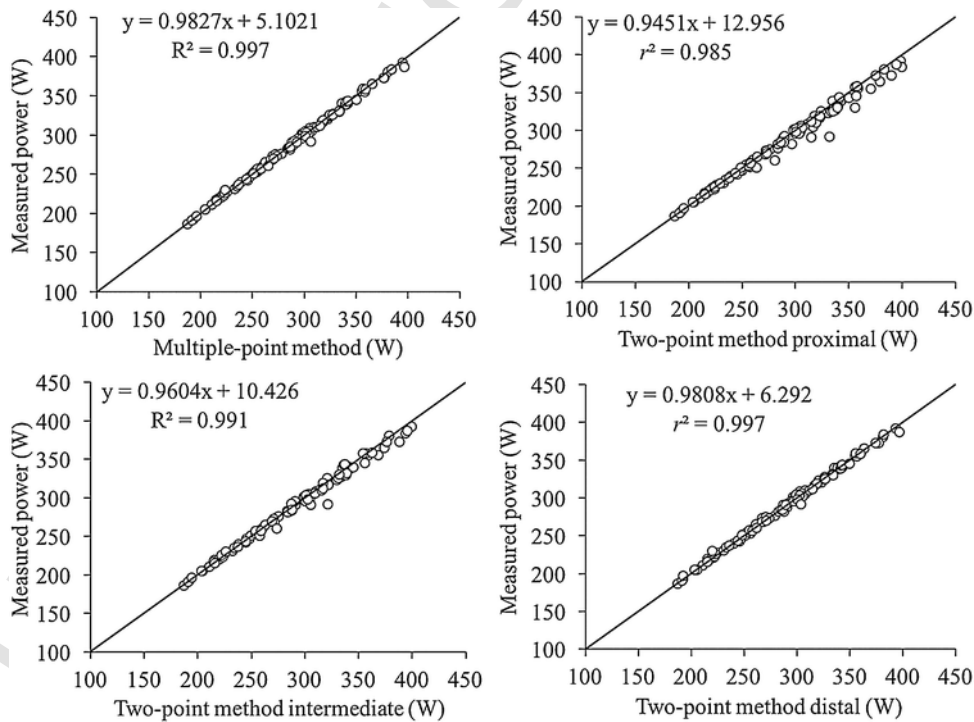 y = 0.9827x + 5.1021
R² = 0.997
Measured power (W)
450
400
350
300
250
200
150
100
100 150 200 250 300 350 400 450
Multiple-point method (W)
y = 0.9451x + 12.956
r² = 0.985
Measured power (W)
450
400
350
300
250
200
150
100
100 150 200 250 300 350 400 450
Two-point method proximal (W)
y = 0.9604x + 10.426
R² = 0.991
Measured power (W)
450
400
350
300
250
200
150
100
100 150 200 250 300 350 400 450
Two-point method intermediate (W)
y = 0.9808x + 6.292
r² = 0.997
Measured power (W)
450
400
350
300
250
200
150
100
100 150 200 250 300 350 400 450
Two-point method distal (W)